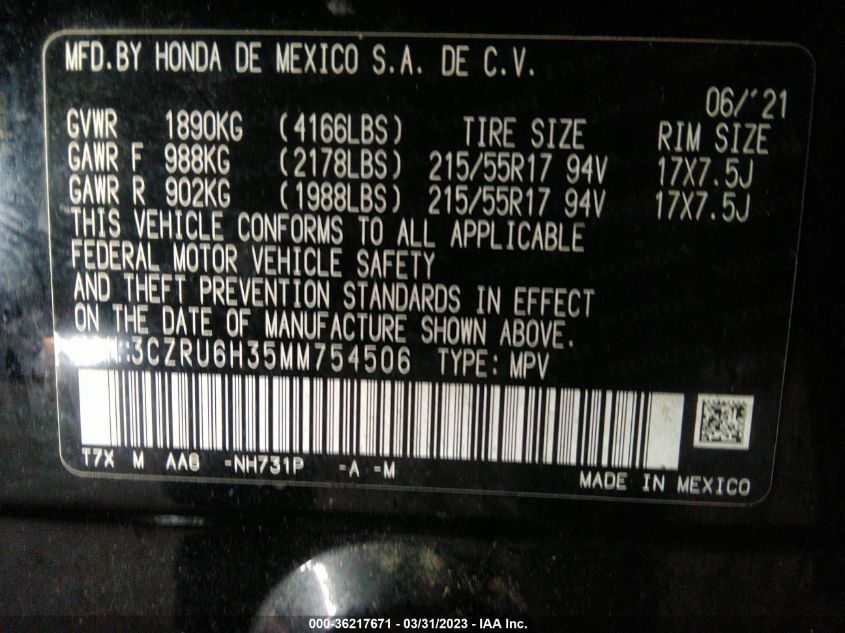 MFD.BY HONDA DE MEXICO S.A. DE C.V.
06/'21
GVWR 1890KG (4166LBS) TIRE SIZE RIM SIZE
GAWR F 988KG (2178LBS) 215/55R17 94V 17X7.5J
GAWR R 902KG (1988LBS) 215/55R17 94V 17X7.5J
THIS VEHICLE CONFORMS TO ALL APPLICABLE
FEDERAL MOTOR VEHICLE SAFETY
AND THEFT PREVENTION STANDARDS IN EFFECT
ON THE DATE OF MANUFACTURE SHOWN ABOVE.
:3CZRU6H35MM754506 TYPE: MPV
T7X M AA8 =NH731P =A =M
MADE IN MEXICO
000-36217671 - 03/31/2023 - IAA Inc.